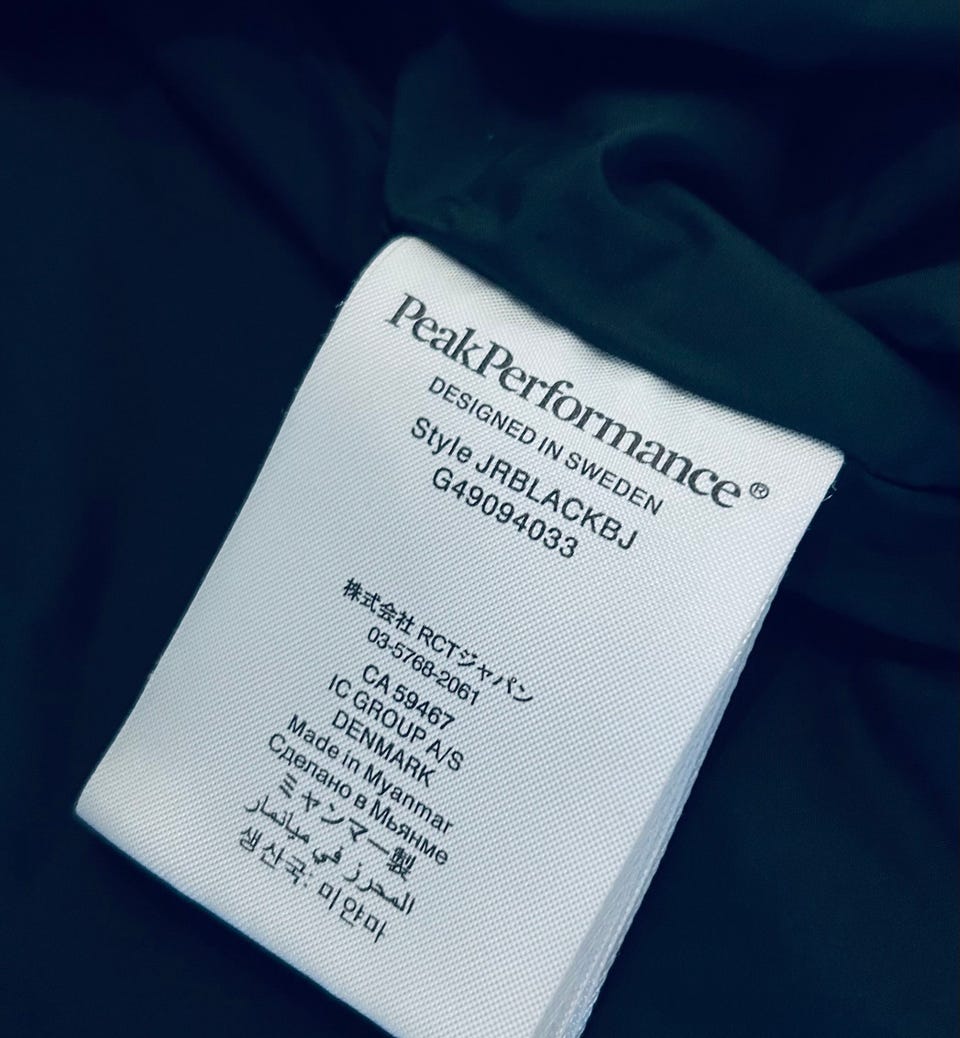 PeakPerformance®
DESIGNED IN SWEDEN
Style JRBLACKBJ
G49094033
株式会社 RCTジャパン
03-5768-2061
CA 59467
IC GROUP A/S
DENMARK
Made in Myanmar
Сделано в Мьянме
ミャンマー製
المحرز في ميانمار
생산국: 미얀마